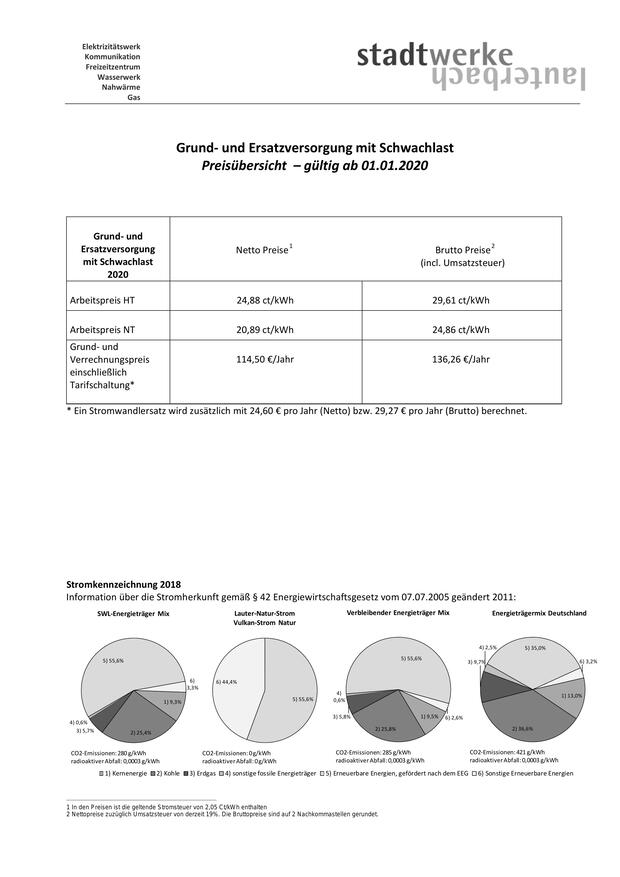 Elektrizitätswerk
Kommunikation
Freizeitzentrum
Wasserwerk
Nahwärme
Gas
stadtwerke
lauterbach
Grund- und Ersatzversorgung mit Schwachlast
Preisübersicht – gültig ab 01.01.2020
Grund- und
Ersatzversorgung
mit Schwachlast
2020
Netto Preise1
Brutto Preise2
(incl. Umsatzsteuer)
Arbeitspreis HT
24,88 ct/kWh
29,61 ct/kWh
Arbeitspreis NT
20,89 ct/kWh
24,86 ct/kWh
Grund- und
Verrechnungspreis
einschließlich
Tarifschaltung*
114,50 €/Jahr
136,26 €/Jahr
* Ein Stromwandlersatz wird zusätzlich mit 24,60 € pro Jahr (Netto) bzw. 29,27 € pro Jahr (Brutto) berechnet.
Stromkennzeichnung 2018
Information über die Stromherkunft gemäß § 42 Energiewirtschaftsgesetz vom 07.07.2005 geändert 2011:
SWL-Energieträger Mix
5) 55,6%
6)
3,3%
1) 9,3%
2) 25,4%
3) 5,7%
4) 0,6%
CO2-Emissionen: 280 g/kWh
radioaktiver Abfall: 0,0003 g/kWh
Lauter-Natur-Strom
Vulkan-Strom Natur
6) 44,4%
5) 55,6%
CO2-Emissionen: 0 g/kWh
radioaktiver Abfall: 0 g/kWh
Verbleibender Energieträger Mix
5) 55,6%
4)
0,6%
3) 5,8%
2) 25,8%
1) 9,5%
6) 2,6%
CO2-Emissionen: 285 g/kWh
radioaktiver Abfall: 0,0003 g/kWh
Energieträgermix Deutschland
4) 2,5%
5) 35,0%
6) 3,2%
3) 9,7%
1) 13,0%
2) 36,6%
CO2-Emissionen: 421 g/kWh
radioaktiver Abfall: 0,0003 g/kWh
1) Kernenergie 2) Kohle 3) Erdgas 4) sonstige fossile Energieträger 5) Erneuerbare Energien, gefördert nach dem EEG 6) Sonstige Erneuerbare Energien
1 In den Preisen ist die geltende Stromsteuer von 2,05 Ct/kWh enthalten
2 Nettopreise zuzüglich Umsatzsteuer von derzeit 19%. Die Bruttopreise sind auf 2 Nachkommastellen gerundet.